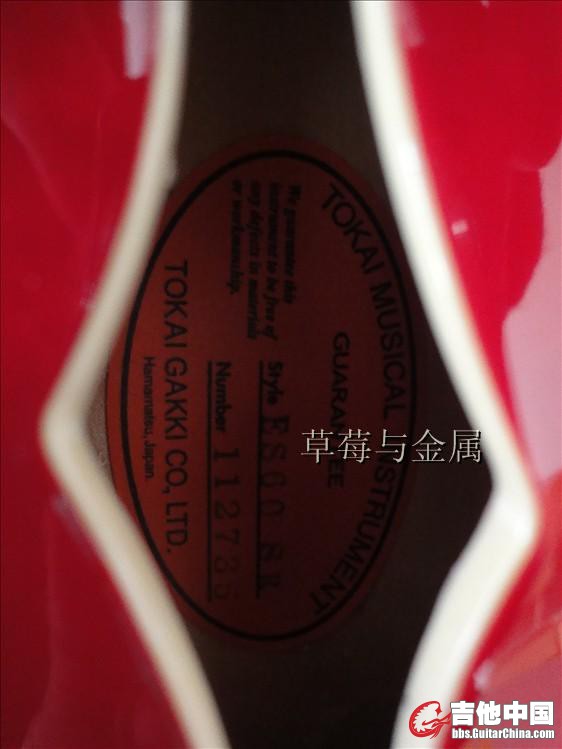 TOKAI MUSICAL INSTRUMENT
GUARANTEE
We guarantee this
instrument to be free of
any defects in materials
or workmanship.
Style ES60 SR
Number 112735
TOKAI GAKKI CO, LTD.
Hamamatsu, Japan.
草莓与金属
吉他中国
bbs.GuitarChina.com